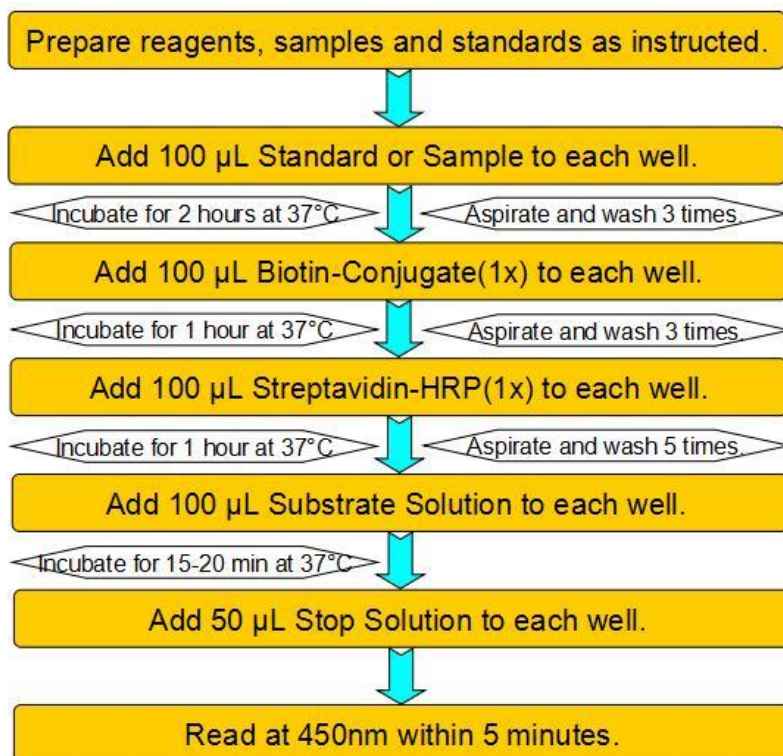 Prepare reagents, samples and standards as instructed.
Add 100 µL Standard or Sample to each well.
Incubate for 2 hours at 37°C
Aspirate and wash 3 times.
Add 100 µL Biotin-Conjugate(1x) to each well.
Incubate for 1 hour at 37°C
Aspirate and wash 3 times.
Add 100 µL Streptavidin-HRP(1x) to each well.
Incubate for 1 hour at 37°C
Aspirate and wash 5 times.
Add 100 µL Substrate Solution to each well.
Incubate for 15-20 min at 37°C
Add 50 µL Stop Solution to each well.
Read at 450nm within 5 minutes.